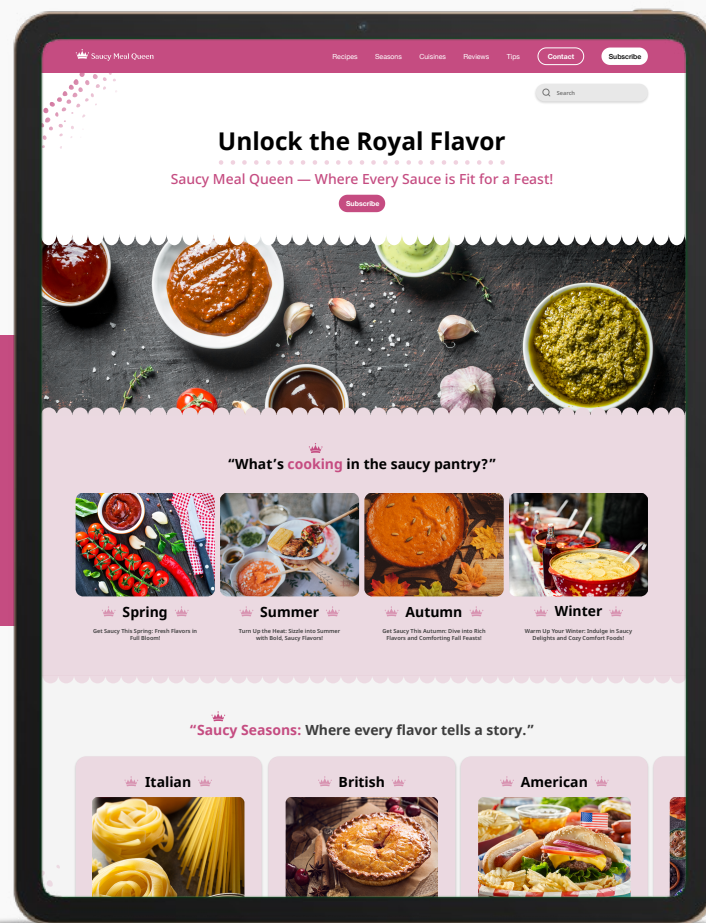 Saucy Meal Queen
Recipes Seasons Cuisines Reviews Tips Contact Subscribe
Search
Unlock the Royal Flavor
Saucy Meal Queen — Where Every Sauce is Fit for a Feast!
Subscribe
“What’s cooking in the saucy pantry?”
Spring Summer Autumn Winter
Get Saucy This Spring: Fresh Flavors in
Full Bloom!
Turn Up the Heat: Sizzle into Summer
with Bold, Saucy Flavors!
Get Saucy This Autumn: Dive into Rich
Flavors and Comforting Fall Feasts!
Warm Up Your Winter: Indulge in Saucy
Delights and Cozy Comfort Foods!
“Saucy Seasons: Where every flavor tells a story.”
Italian British American